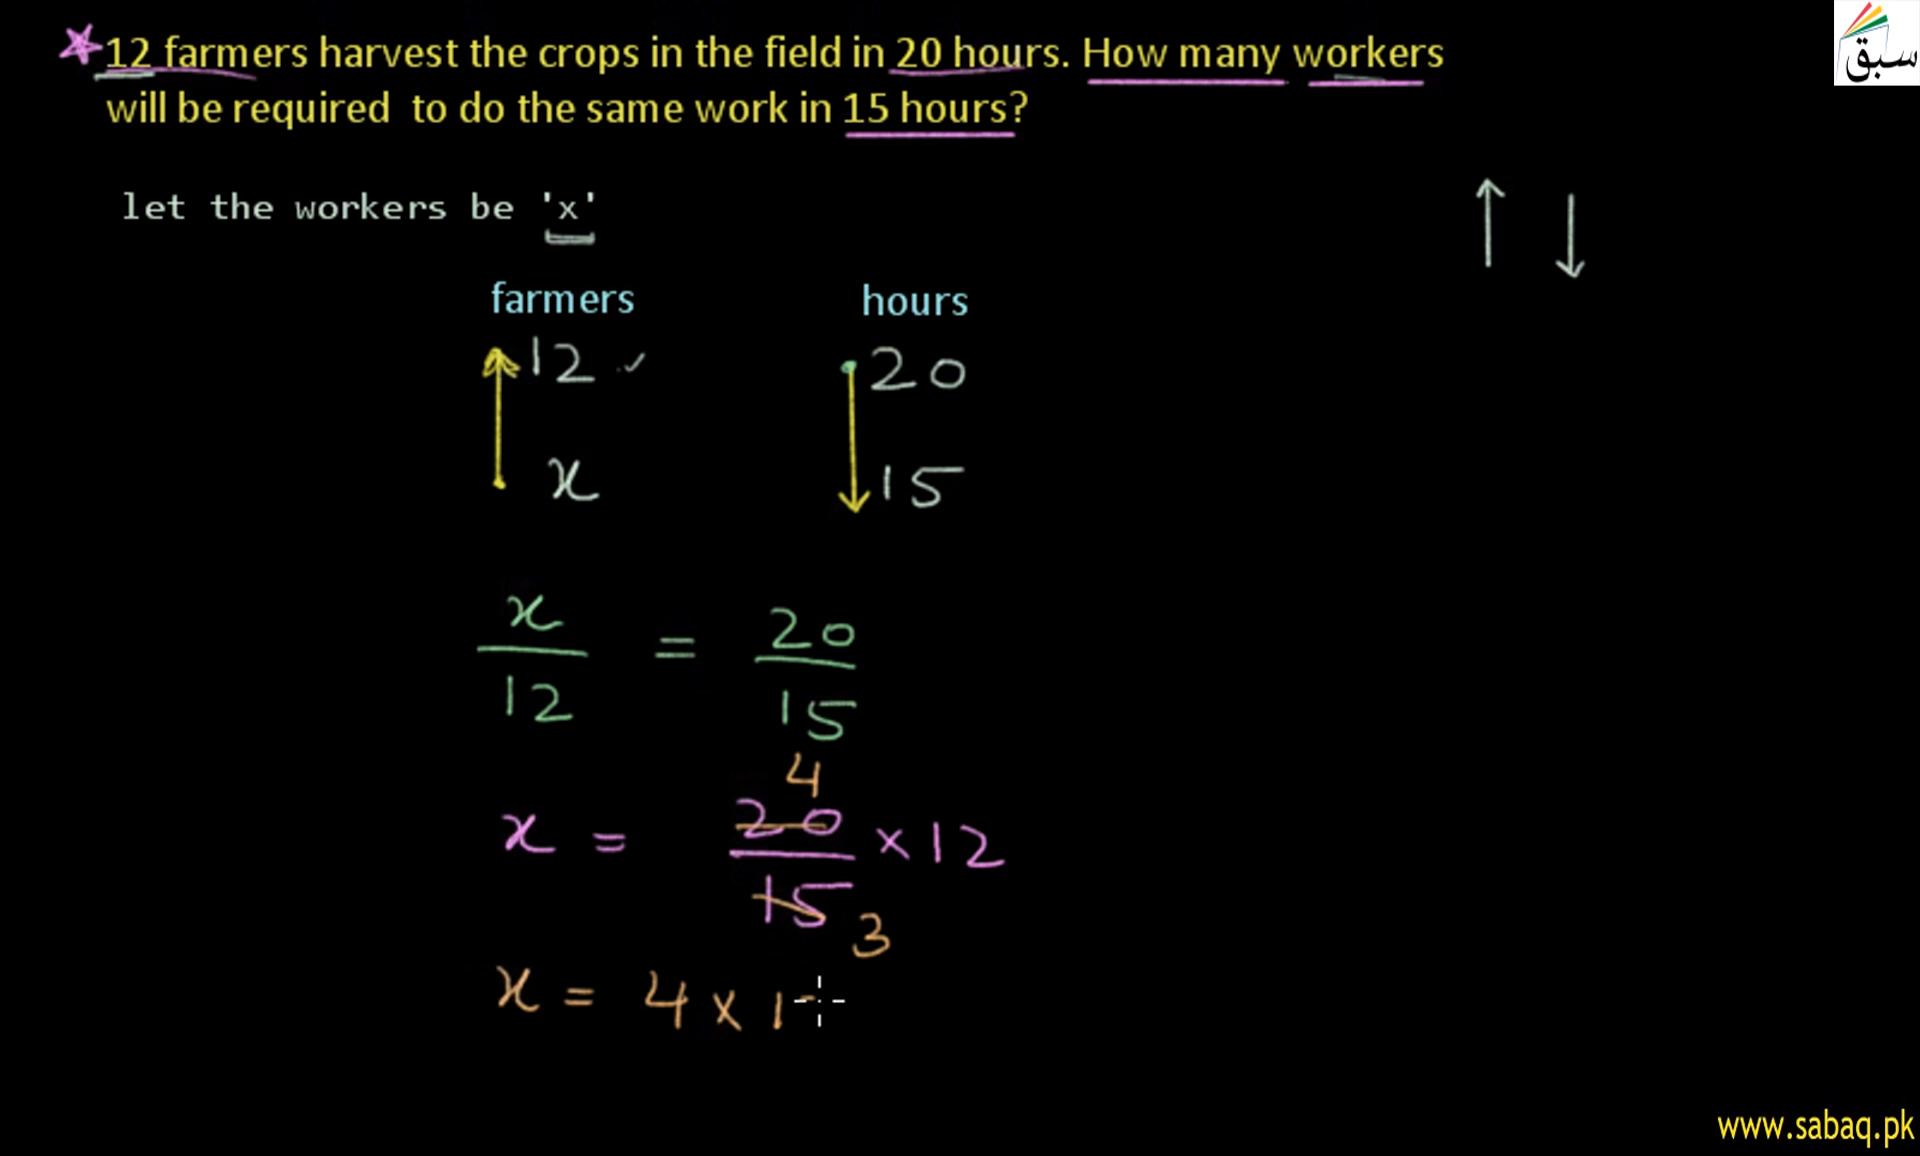 12 farmers harvest the crops in the field in 20 hours. How many workers
will be required to do the same work in 15 hours?
سبق
let the workers be 'x'
farmers hours
12 ✓ 20
x 15
x/12 = 20/15
4
x = 20/15 × 12
3
x = 4 × 1
www.sabaq.pk